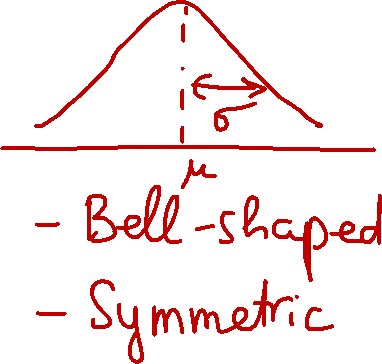 σ
μ
- Bell-shaped
- Symmetric